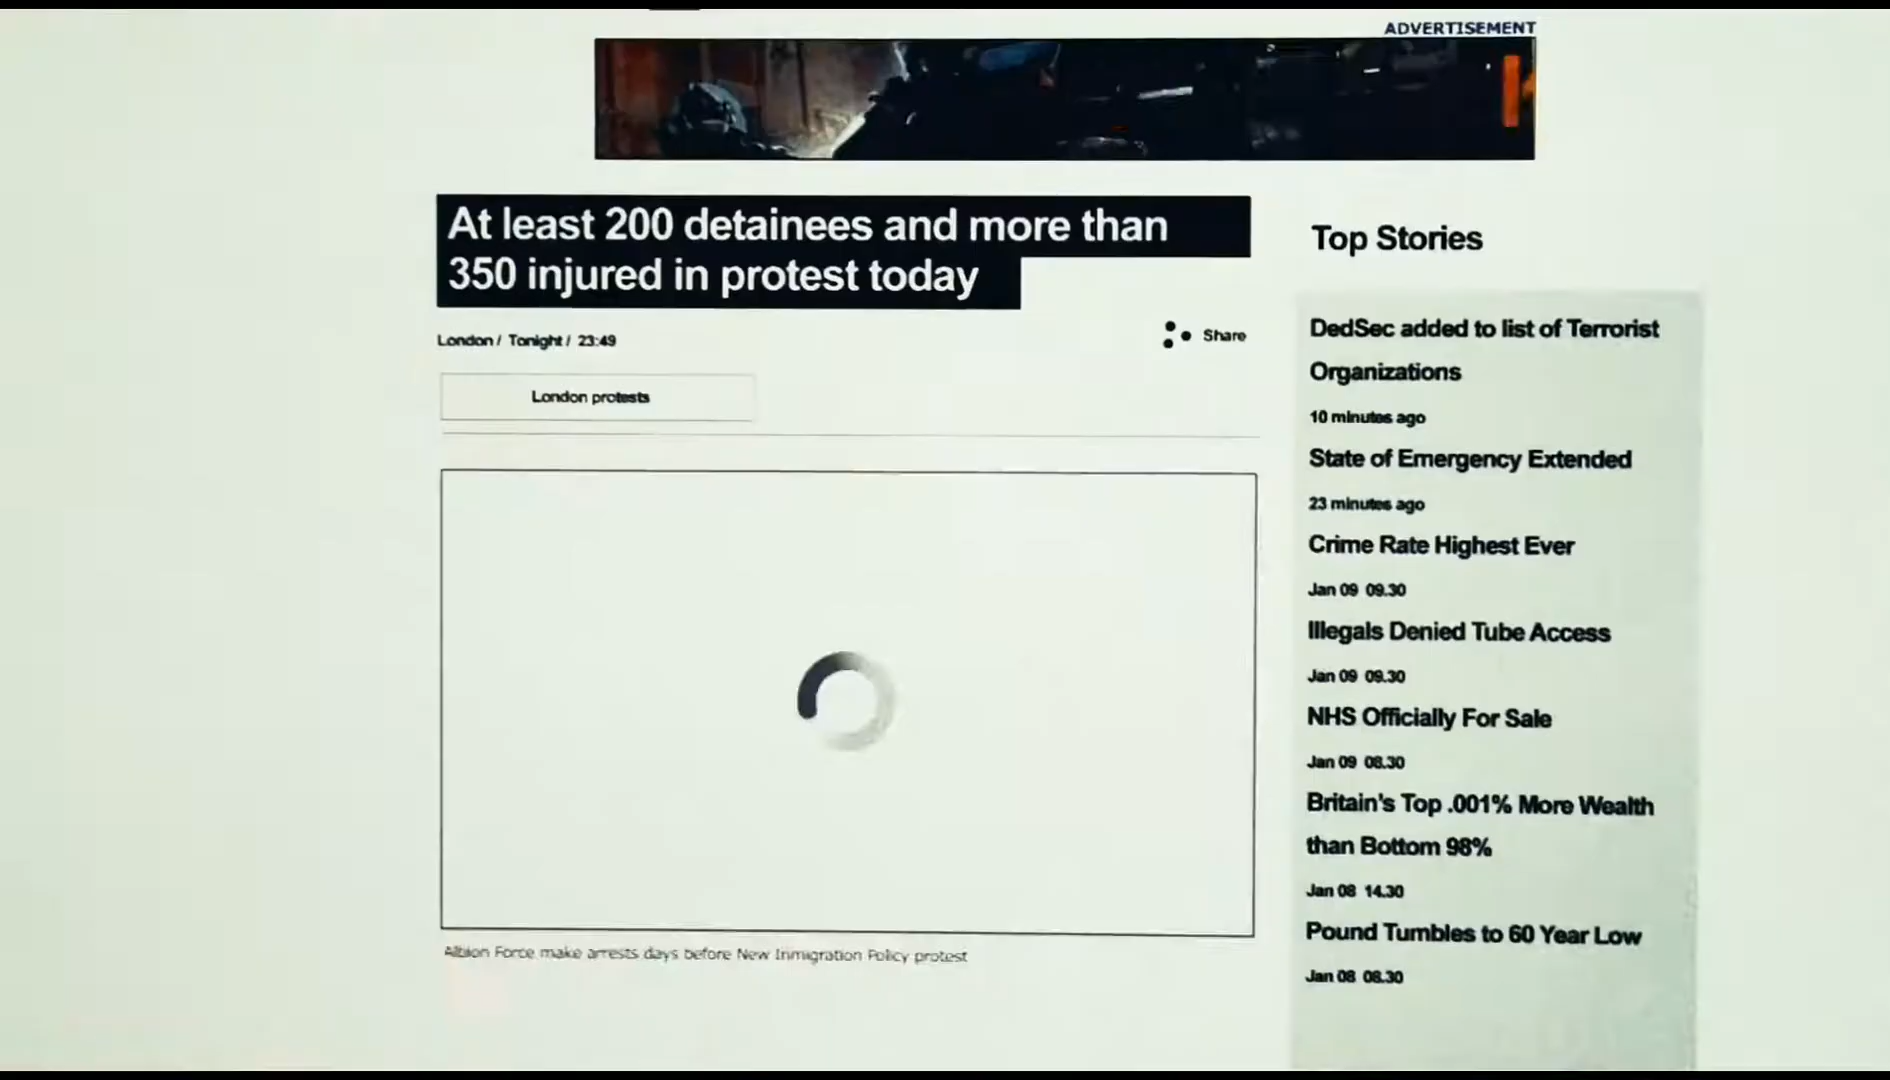 ADVERTISEMENT
At least 200 detainees and more than
350 injured in protest today
London / Tonight / 23:49
Share
London protests
Albion Force make arrests days before New Inmigration Policy protest
Top Stories
DedSec added to list of Terrorist
Organizations
10 minutes ago
State of Emergency Extended
23 minutes ago
Crime Rate Highest Ever
Jan 09 09.30
Illegals Denied Tube Access
Jan 09 09.30
NHS Officially For Sale
Jan 09 08.30
Britain's Top .001% More Wealth
than Bottom 98%
Jan 08 14.30
Pound Tumbles to 60 Year Low
Jan 08 08.30